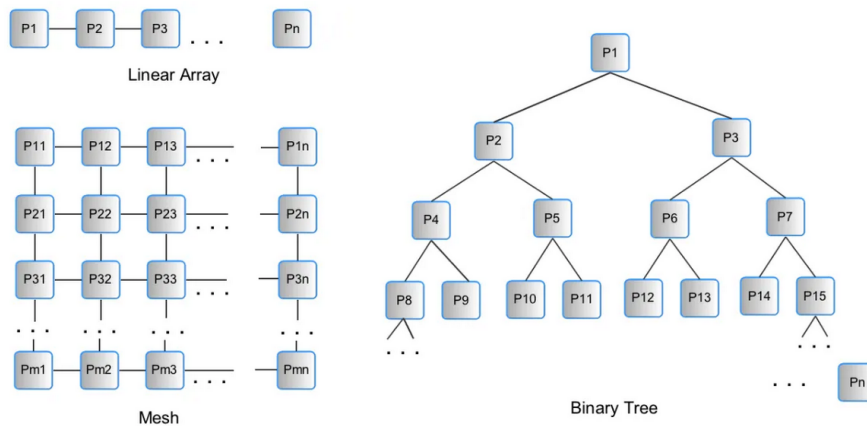 P1 P2 P3 . . . Pn
Linear Array
P11 P12 P13 . . . P1n
P21 P22 P23 . . . P2n
P31 P32 P33 . . . P3n
. . . . . . . . . . . .
Pm1 Pm2 Pm3 . . . Pmn
Mesh
P1
P2 P3
P4 P5 P6 P7
P8 P9 P10 P11 P12 P13 P14 P15
. . . . . .
. . . Pn
Binary Tree